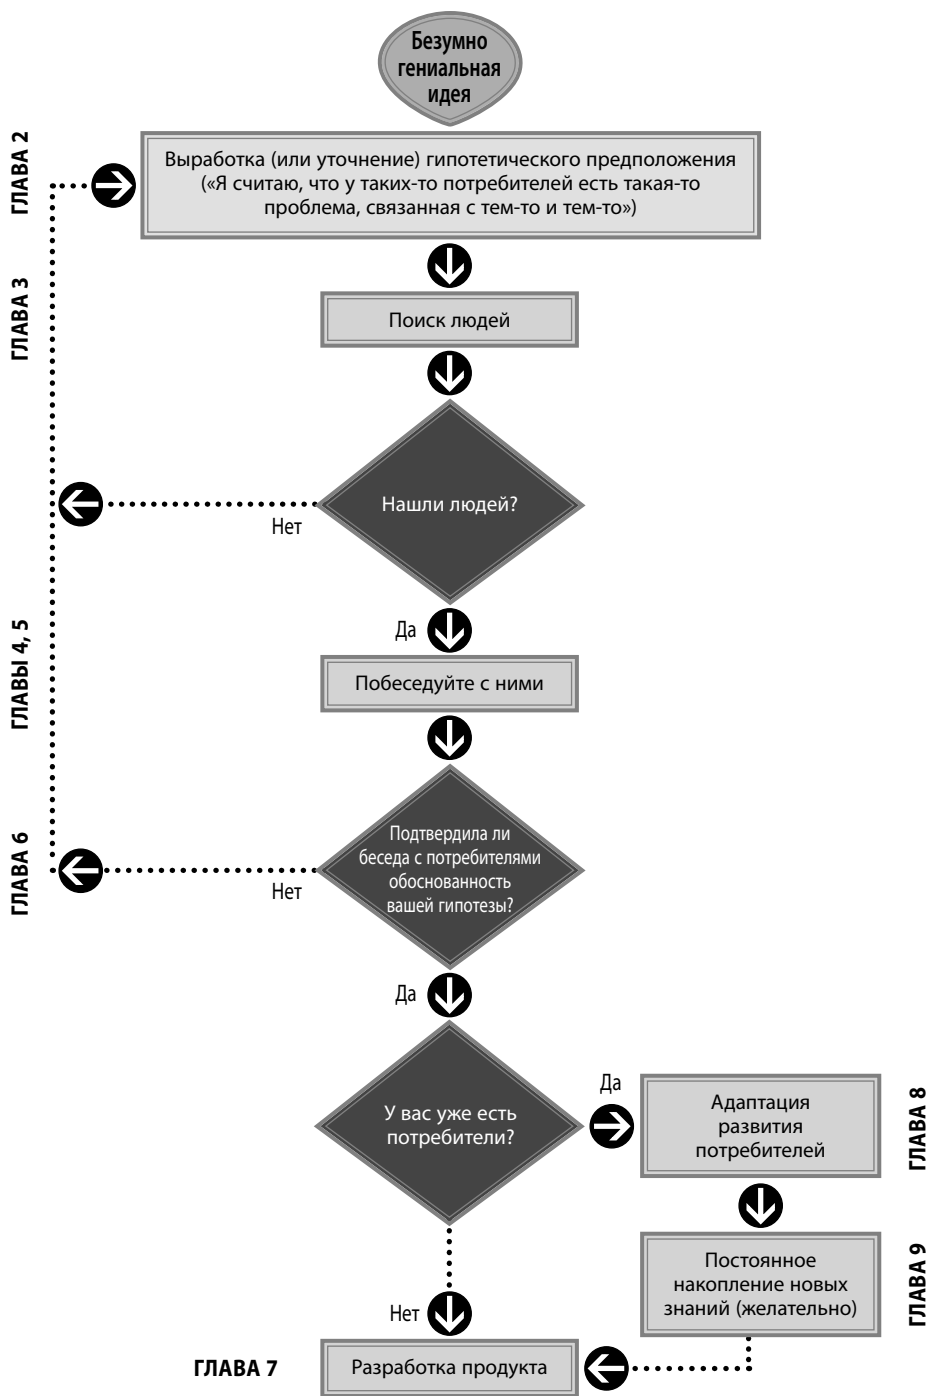 Безумно
гениальная
идея
ГЛАВА 2
Выработка (или уточнение) гипотетического предположения
(«Я считаю, что у таких-то потребителей есть такая-то
проблема, связанная с тем-то и тем-то»)
ГЛАВА 3
Поиск людей
Нашли людей?
Нет
Да
ГЛАВЫ 4, 5
Побеседуйте с ними
ГЛАВА 6
Подтвердила ли
беседа с потребителями
обоснованность
вашей гипотезы?
Нет
Да
У вас уже есть
потребители?
Да
Адаптация
развития
потребителей
ГЛАВА 8
Постоянное
накопление новых
знаний (желательно)
ГЛАВА 9
Нет
ГЛАВА 7
Разработка продукта